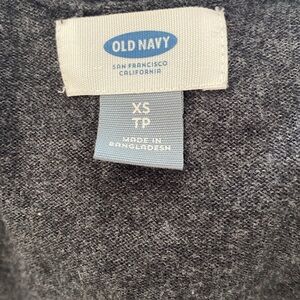 OLD NAVY
SAN FRANCISCO
CALIFORNIA
XS
TP
MADE IN
BANGLADESH